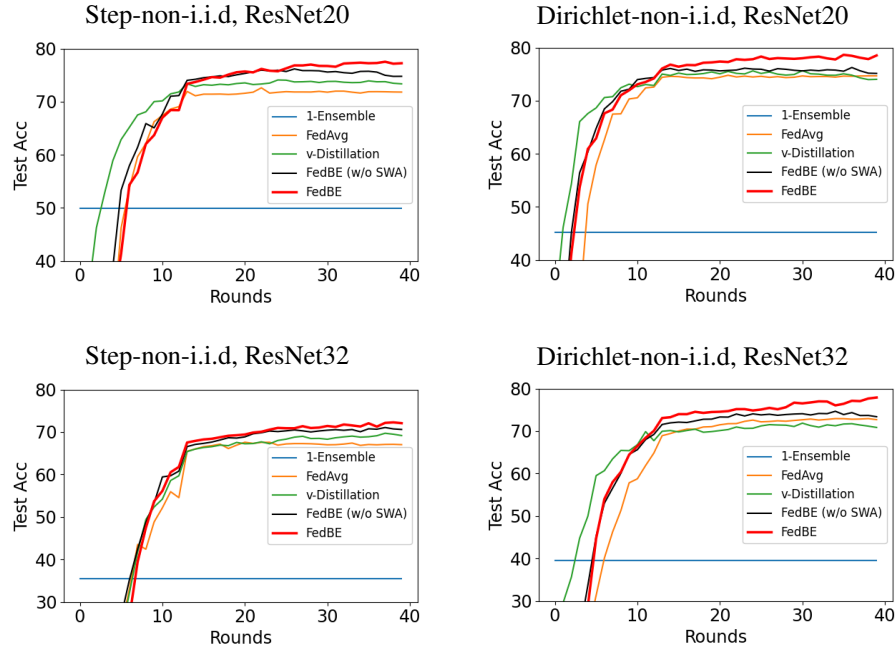 Step-non-i.i.d, ResNet20
80
70
60
50
40
Test Acc
0
10
20
30
40
Rounds
1-Ensemble
FedAvg
v-Distillation
FedBE (w/o SWA)
FedBE
Dirichlet-non-i.i.d, ResNet20
80
70
60
50
40
Test Acc
0
10
20
30
40
Rounds
1-Ensemble
FedAvg
v-Distillation
FedBE (w/o SWA)
FedBE
Step-non-i.i.d, ResNet32
80
70
60
50
40
30
Test Acc
0
10
20
30
40
Rounds
1-Ensemble
FedAvg
v-Distillation
FedBE (w/o SWA)
FedBE
Dirichlet-non-i.i.d, ResNet32
80
70
60
50
40
30
Test Acc
0
10
20
30
40
Rounds
1-Ensemble
FedAvg
v-Distillation
FedBE (w/o SWA)
FedBE